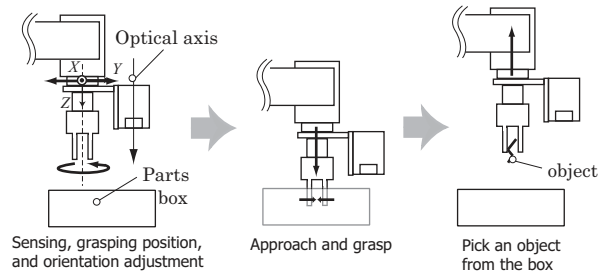 Optical axis
X
Y
Z
Parts
box
object
Sensing, grasping position,
and orientation adjustment
Approach and grasp
Pick an object
from the box